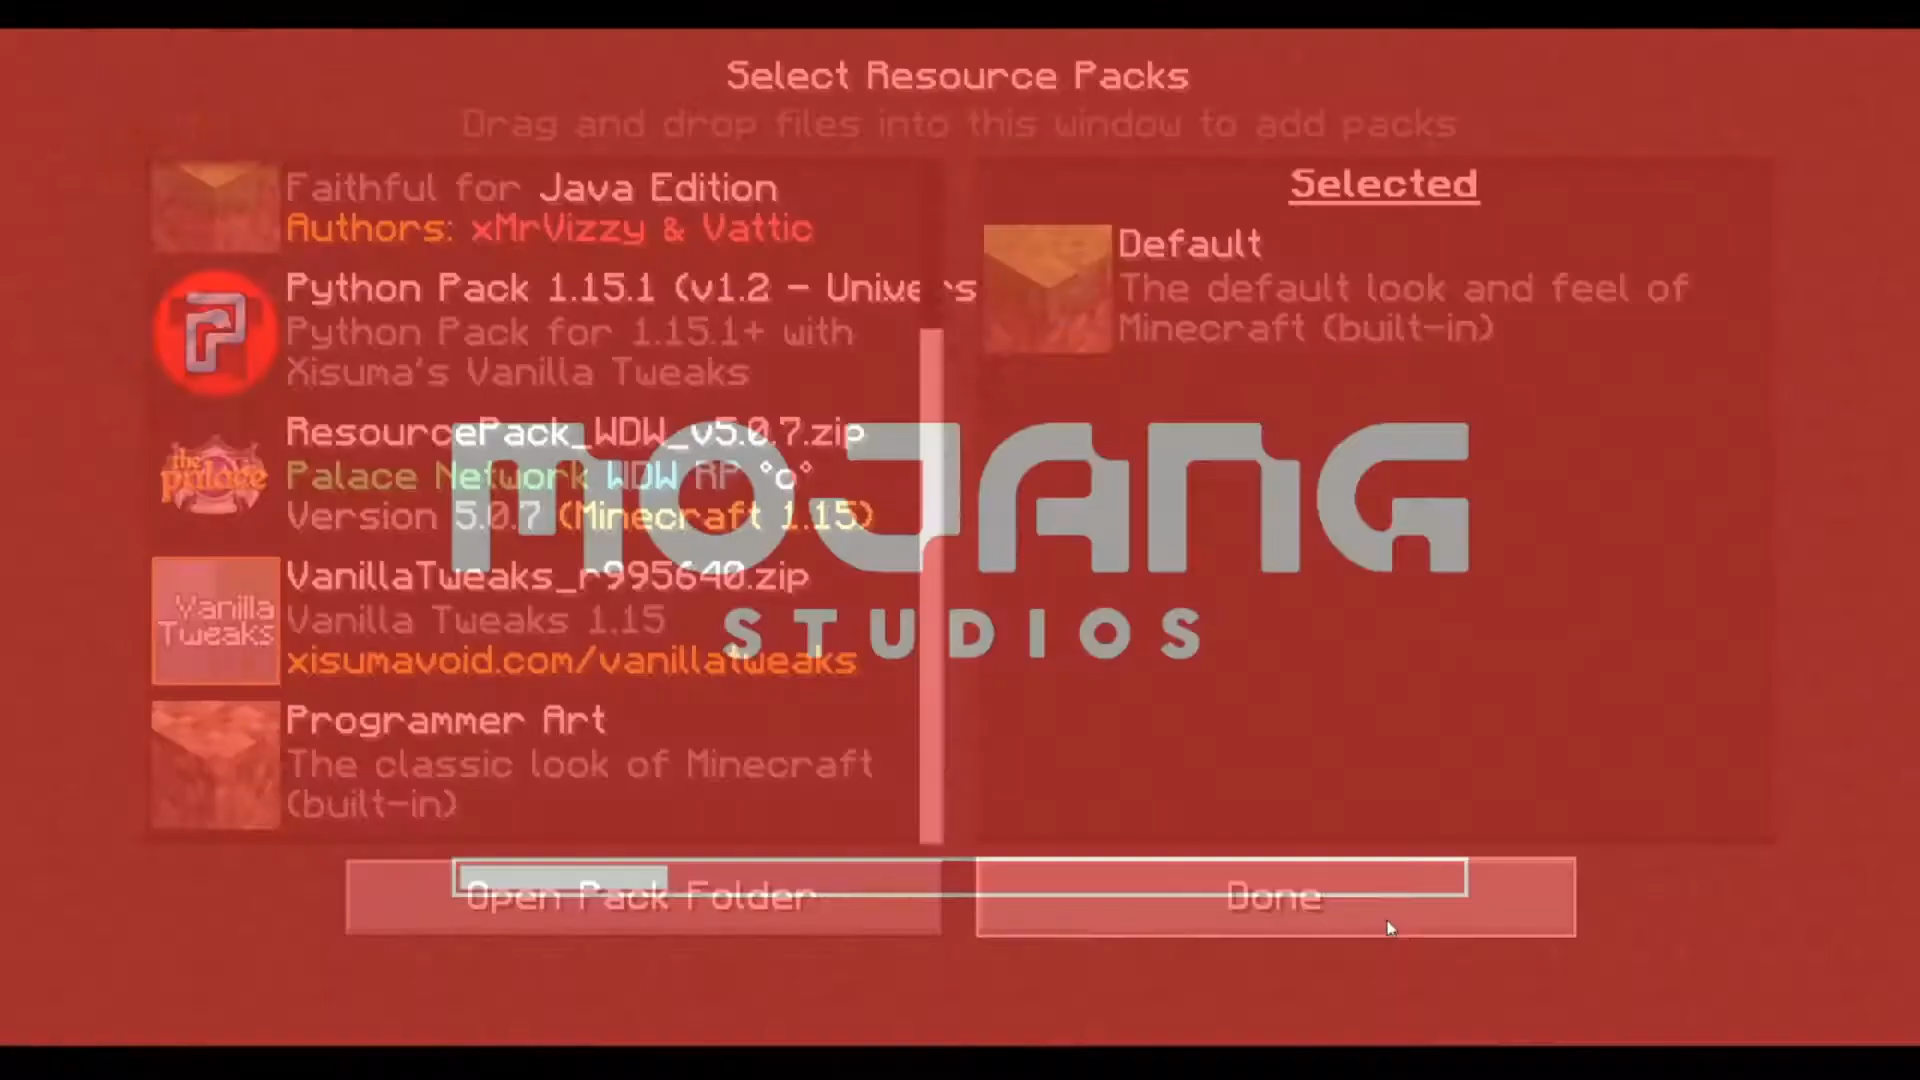 Select Resource Packs
Drag and drop files into this window to add packs
Faithful for Java Edition
Authors: xMrVizzy & Vattic
Python Pack 1.15.1 (v1.2 -
Python Pack for 1.15.1+ with
Xisuma's Vanilla Tweaks
the palace
ResourcePack_WDW_v5.0.7.zip
Palace Network WDW RP °o°
Version 5.0.7 (Minecraft 1.15)
Vanilla
Tweaks
VanillaTweaks_r995640.zip
Vanilla Tweaks 1.15
xisumavoid.com/vanillatweaks
Programmer Art
The classic look of Minecraft
(built-in)
Selected
Default
The default look and feel of
Minecraft (built-in)
MOJANG
STUDIOS
Open Pack Folder
Done